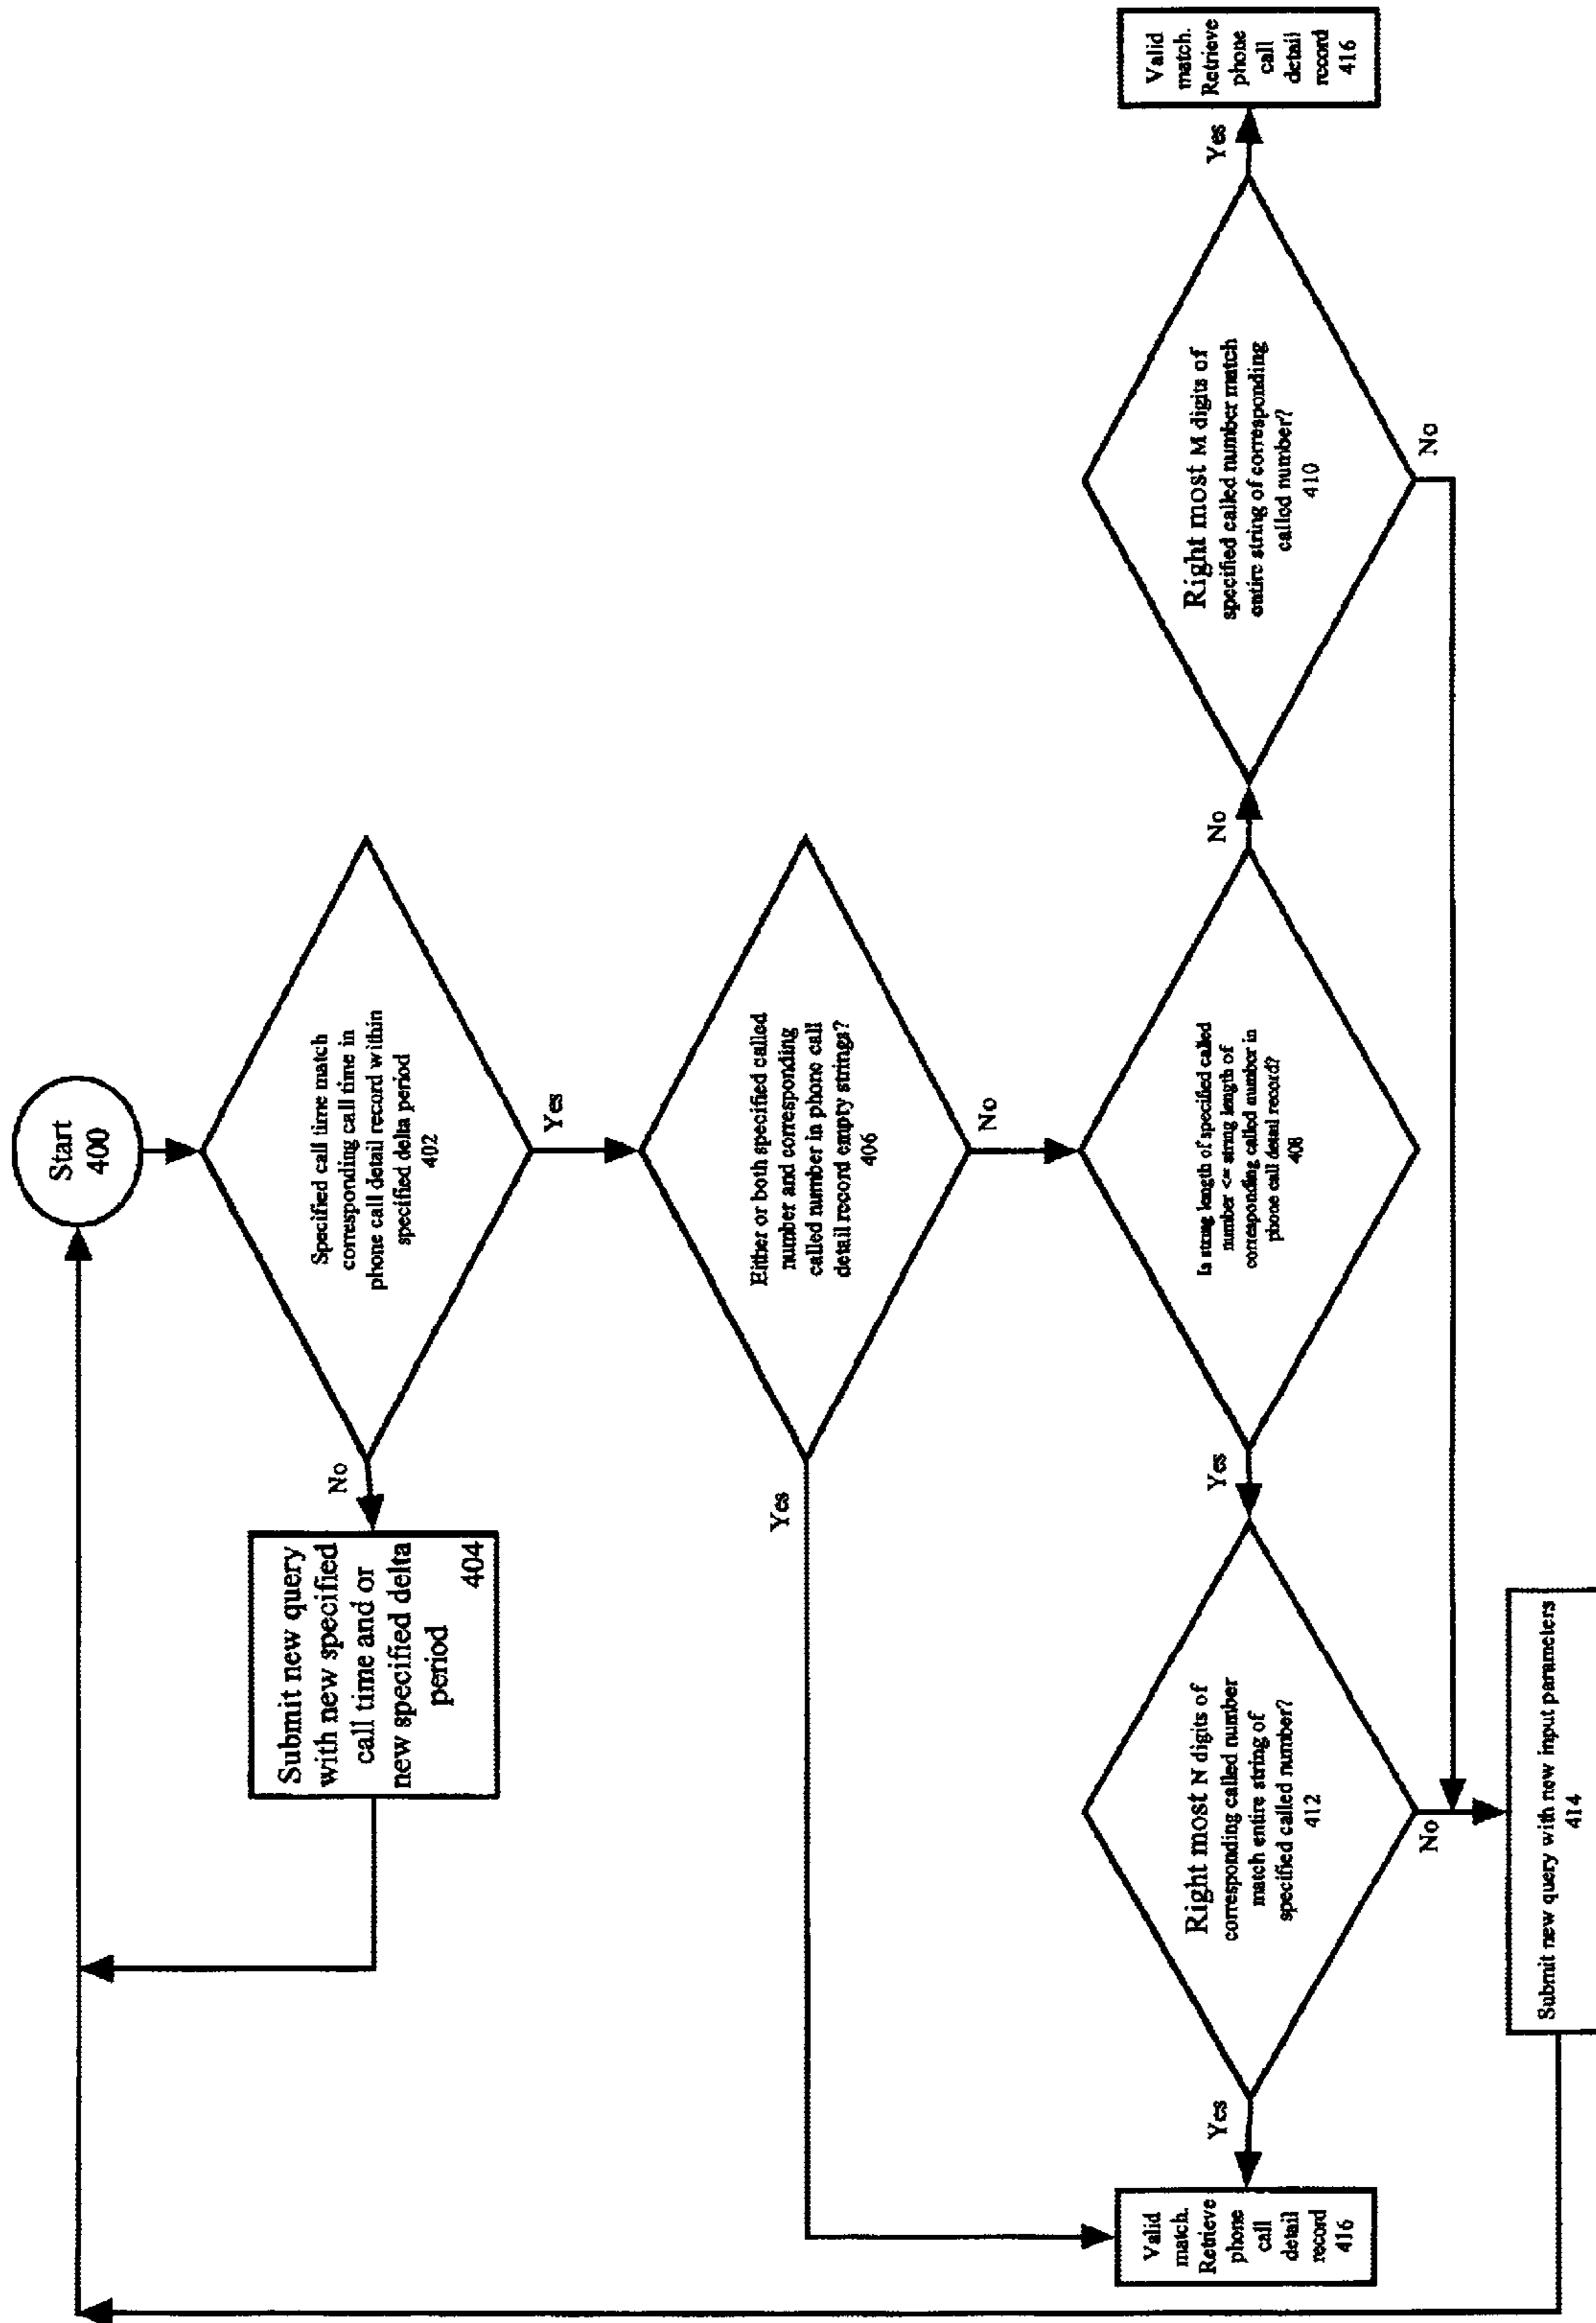 Start
400
Specified call time match
corresponding call time in
phone call detail record within
specified delta period
402
No
Yes
Submit new query
with new specified
call time and or
new specified delta
period
404
Either or both specified called
number and corresponding
called number in phone call
detail record empty strings?
406
Yes
No
Is string length of specified called
number <= string length of
corresponding called number in
phone call detail record?
408
Yes
No
Right most N digits of
corresponding called number
match entire string of
specified called number?
412
Yes
No
Right most M digits of
specified called number match
entire string of corresponding
called number?
410
Yes
No
Valid
match.
Retrieve
phone
call
detail
record
416
Valid
match.
Retrieve
phone
call
detail
record
416
Submit new query with new input parameters
414